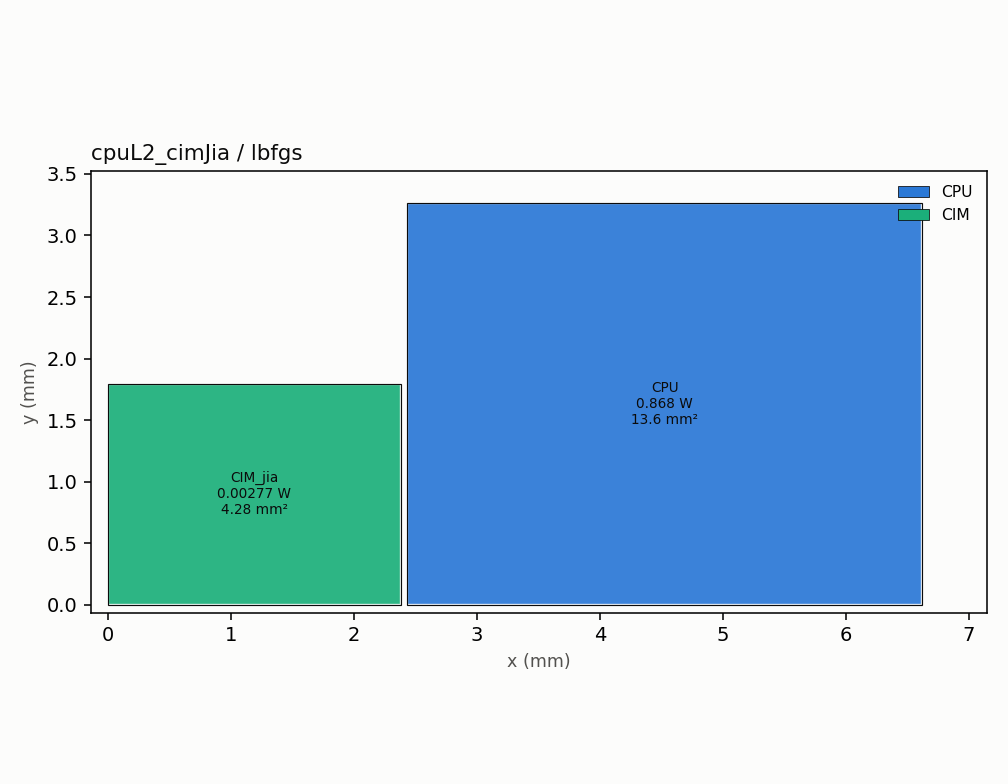 cpuL2_cimJia / lbfgs
3.5
3.0
2.5
2.0
1.5
1.0
0.5
0.0
y (mm)
CPU
CIM
CPU
0.868 W
13.6 mm²
CIM_jia
0.00277 W
4.28 mm²
0 1 2 3 4 5 6 7
x (mm)